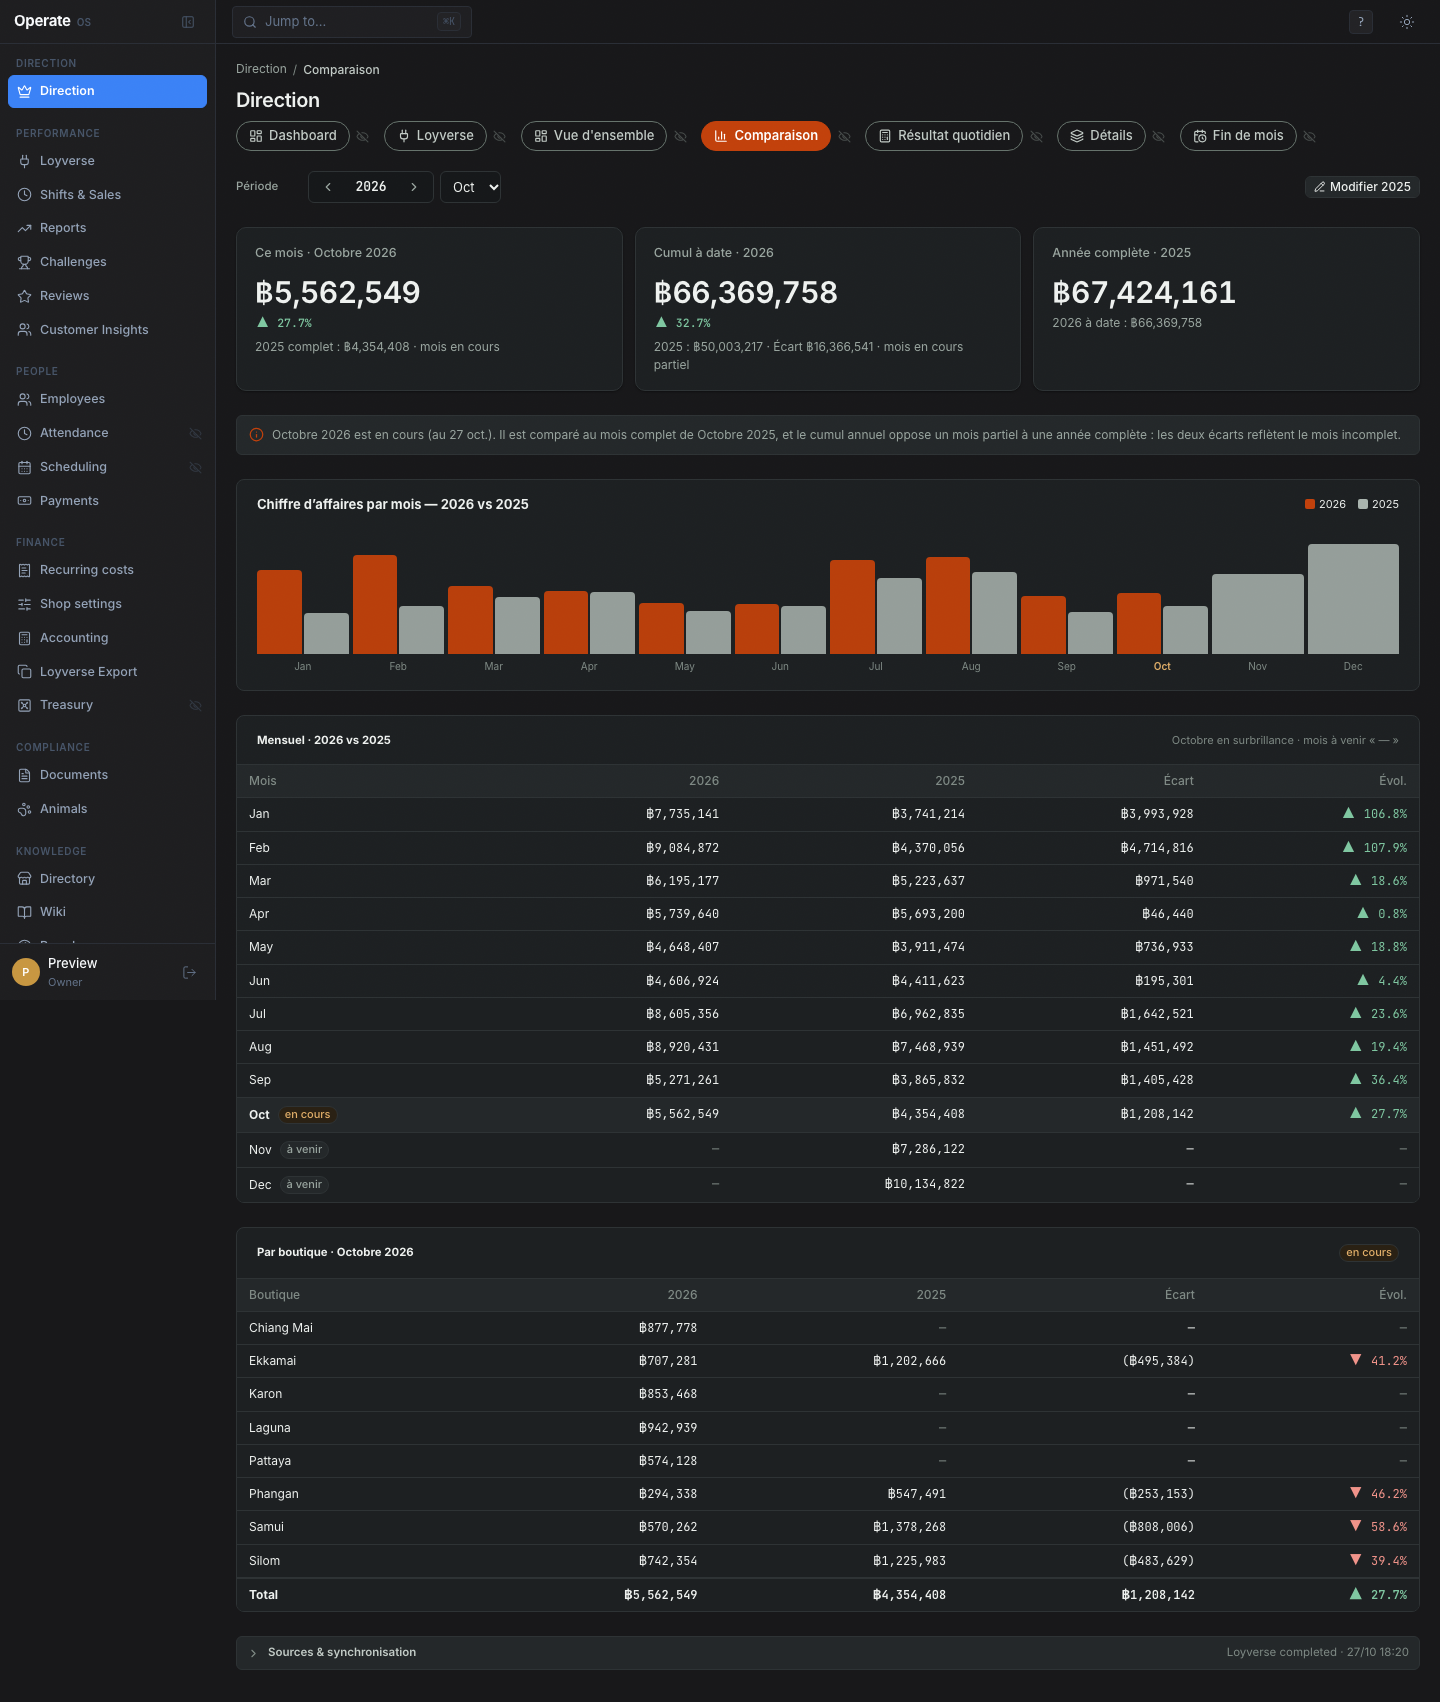 Operate OS
Jump to...
⌘K
?
DIRECTION
Direction
PERFORMANCE
Loyverse
Shifts & Sales
Reports
Challenges
Reviews
Customer Insights
PEOPLE
Employees
Attendance
Scheduling
Payments
FINANCE
Recurring costs
Shop settings
Accounting
Loyverse Export
Treasury
COMPLIANCE
Documents
Animals
KNOWLEDGE
Directory
Wiki
P
Preview
Owner
Direction / Comparaison
Direction
Dashboard
Loyverse
Vue d'ensemble
Comparaison
Résultat quotidien
Détails
Fin de mois
Période
2026
Oct
Modifier 2025
Ce mois · Octobre 2026
฿5,562,549
▲ 27.7%
2025 complet : ฿4,354,408 · mois en cours
Cumul à date · 2026
฿66,369,758
▲ 32.7%
2025 : ฿50,003,217 · Écart ฿16,366,541 · mois en cours
partiel
Année complète · 2025
฿67,424,161
2026 à date : ฿66,369,758
Octobre 2026 est en cours (au 27 oct.). Il est comparé au mois complet de Octobre 2025, et le cumul annuel oppose un mois partiel à une année complète : les deux écarts reflètent le mois incomplet.
Chiffre d’affaires par mois — 2026 vs 2025
2026 2025
Jan Feb Mar Apr May Jun Jul Aug Sep Oct Nov Dec
Mensuel · 2026 vs 2025
Octobre en surbrillance · mois à venir « — »
Mois 2026 2025 Écart Évol.
Jan ฿7,735,141 ฿3,741,214 ฿3,993,928 ▲ 106.8%
Feb ฿9,084,872 ฿4,370,056 ฿4,714,816 ▲ 107.9%
Mar ฿6,195,177 ฿5,223,637 ฿971,540 ▲ 18.6%
Apr ฿5,739,640 ฿5,693,200 ฿46,440 ▲ 0.8%
May ฿4,648,407 ฿3,911,474 ฿736,933 ▲ 18.8%
Jun ฿4,606,924 ฿4,411,623 ฿195,301 ▲ 4.4%
Jul ฿8,605,356 ฿6,962,835 ฿1,642,521 ▲ 23.6%
Aug ฿8,920,431 ฿7,468,939 ฿1,451,492 ▲ 19.4%
Sep ฿5,271,261 ฿3,865,832 ฿1,405,428 ▲ 36.4%
Oct en cours ฿5,562,549 ฿4,354,408 ฿1,208,142 ▲ 27.7%
Nov à venir — ฿7,286,122 — —
Dec à venir — ฿10,134,822 — —
Par boutique · Octobre 2026
en cours
Boutique 2026 2025 Écart Évol.
Chiang Mai ฿877,778 — — —
Ekkamai ฿707,281 ฿1,202,666 (฿495,384) ▼ 41.2%
Karon ฿853,468 — — —
Laguna ฿942,939 — — —
Pattaya ฿574,128 — — —
Phangan ฿294,338 ฿547,491 (฿253,153) ▼ 46.2%
Samui ฿570,262 ฿1,378,268 (฿808,006) ▼ 58.6%
Silom ฿742,354 ฿1,225,983 (฿483,629) ▼ 39.4%
Total ฿5,562,549 ฿4,354,408 ฿1,208,142 ▲ 27.7%
Sources & synchronisation
Loyverse completed · 27/10 18:20